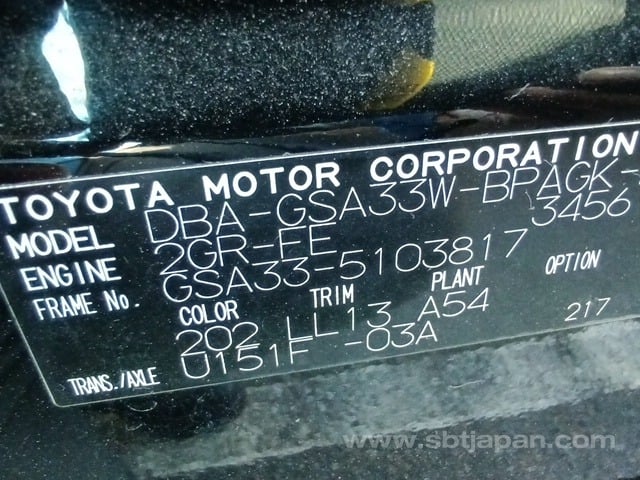 TOYOTA MOTOR CORPORATION
MODEL DBA-GSA33W-BPAGK-
ENGINE 2GR-FE 3456
FRAME No. GSA33-5103817
COLOR TRIM PLANT OPTION
202 LL13 A54 217
TRANS./AXLE U151F -03A
www.sbtjapan.com